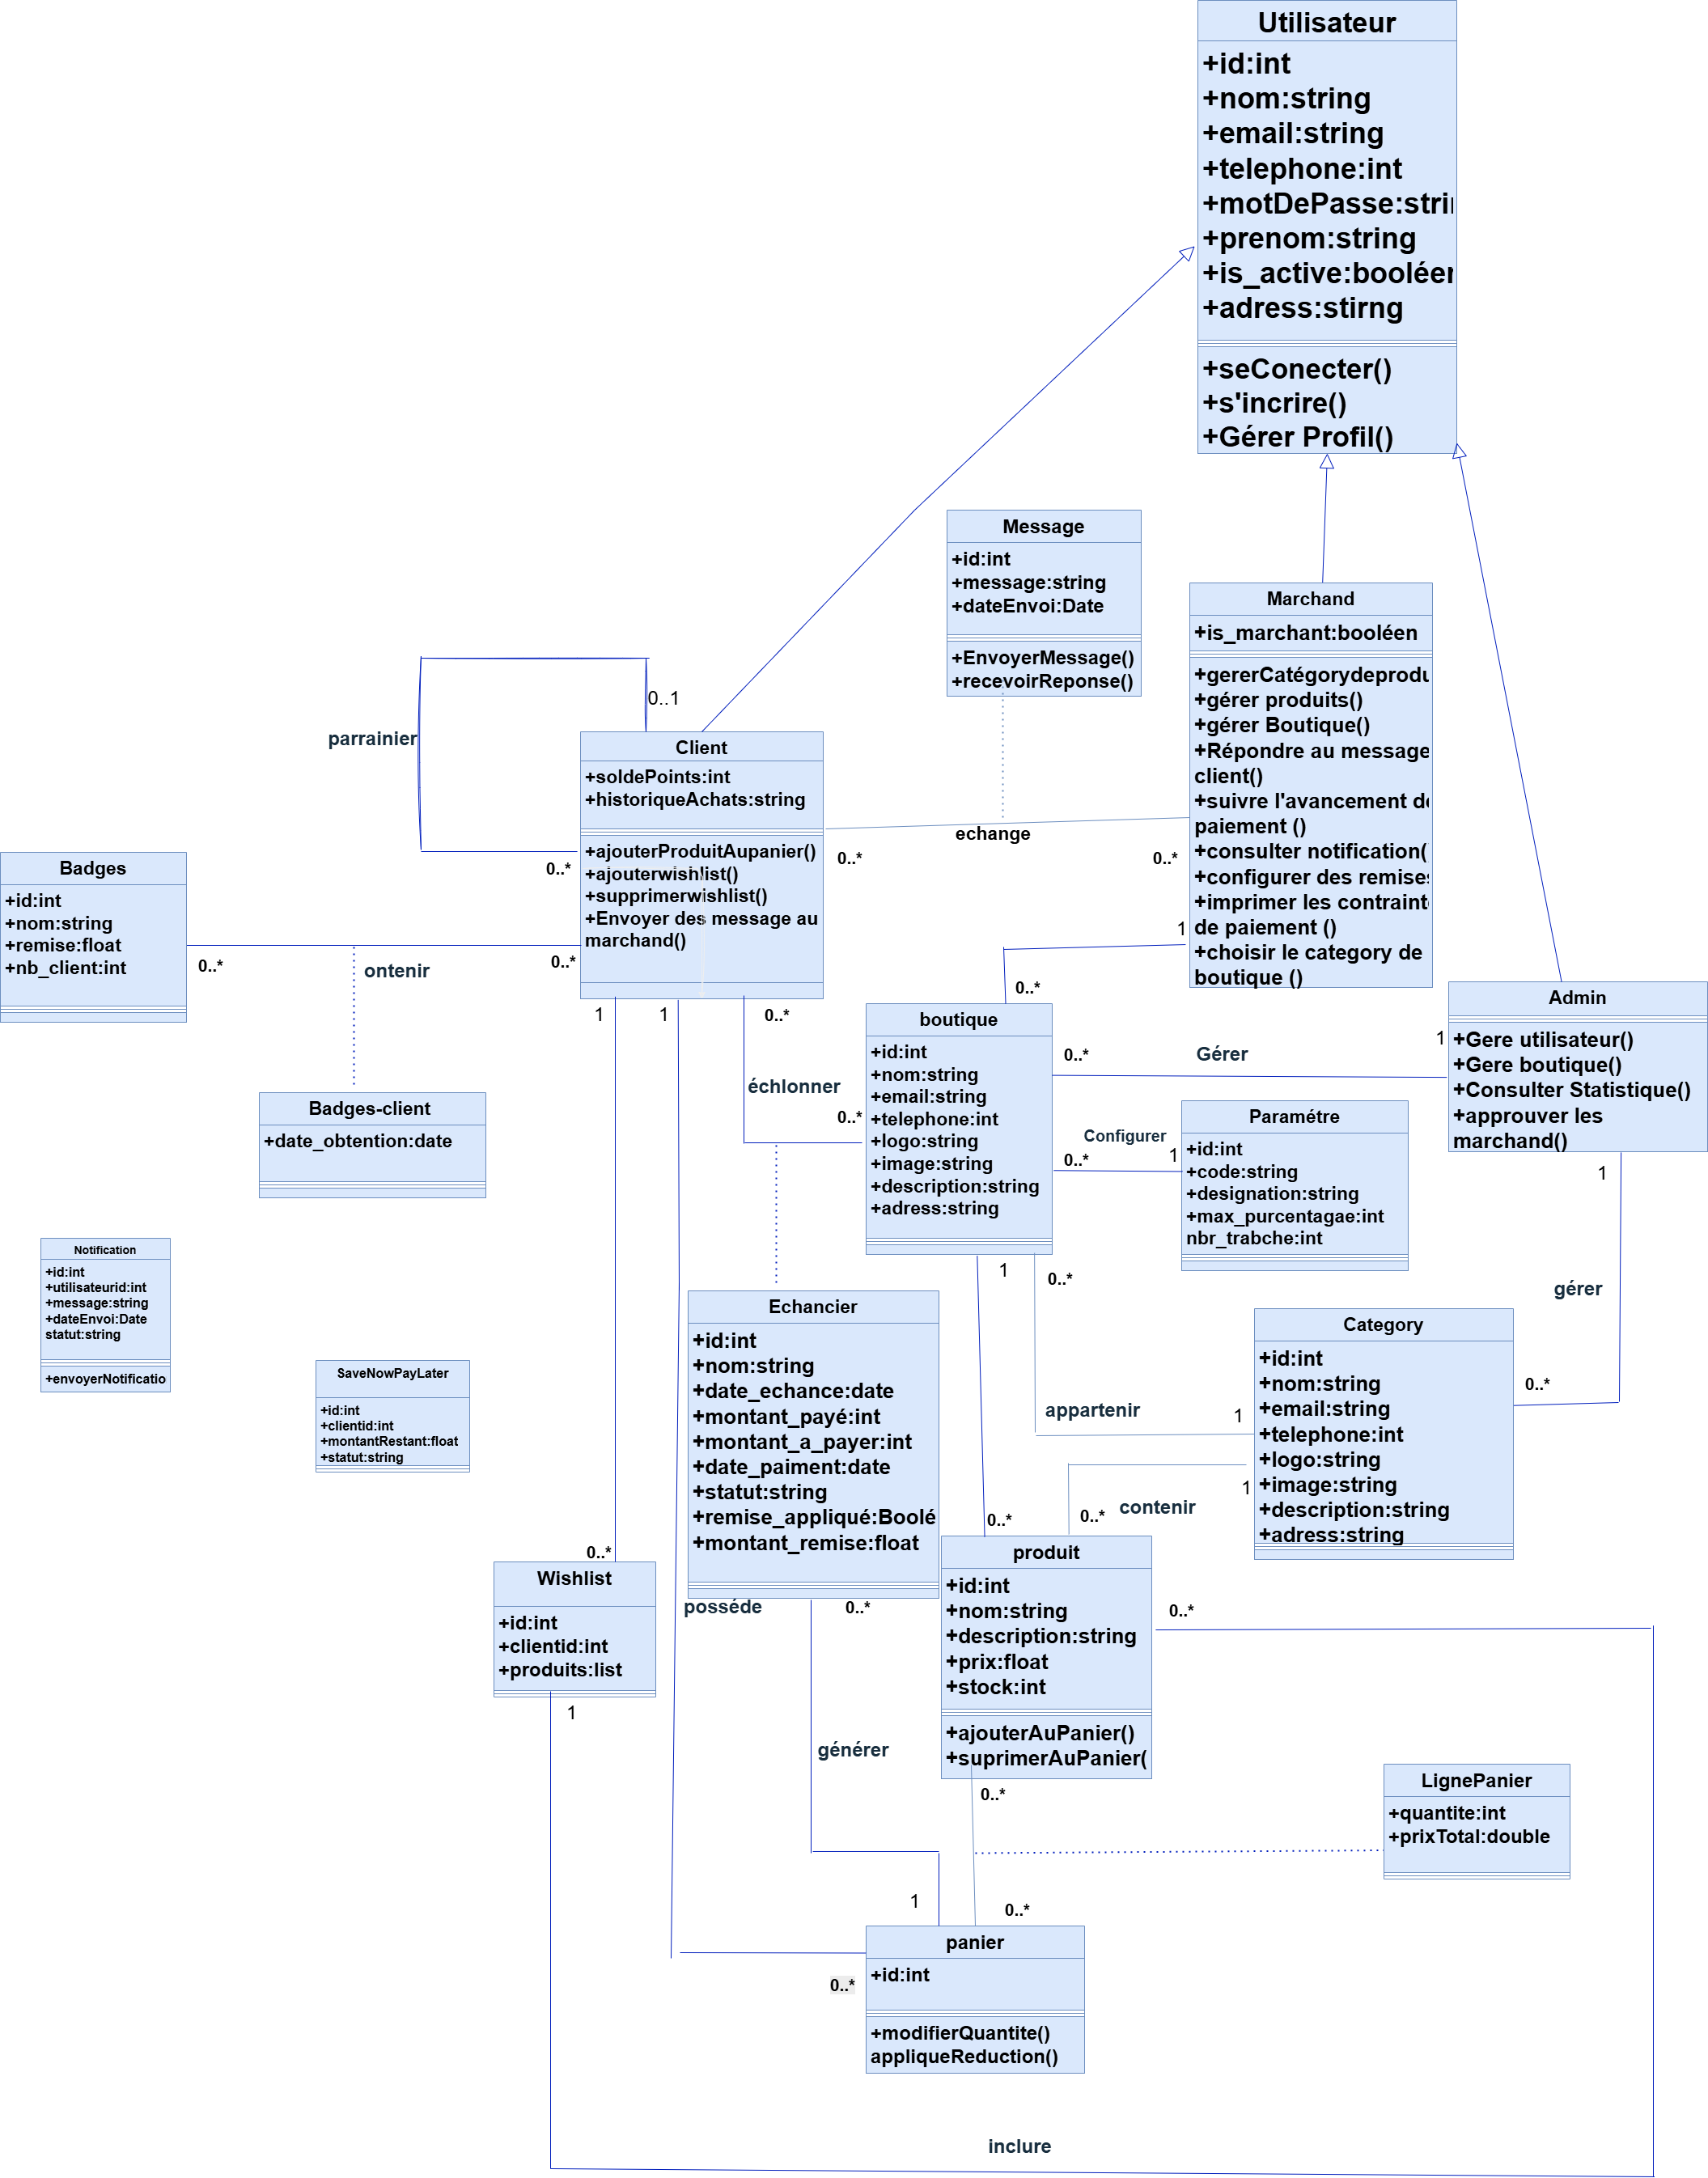 Utilisateur
+id:int
+nom:string
+email:string
+telephone:int
+motDePasse:stri
+prenom:string
+is_active:booléen
+adress:stirng
+seConecter()
+s'incrire()
+Gérer Profil()
Message
+id:int
+message:string
+dateEnvoi:Date
+EnvoyerMessage()
+recevoirReponse()
Marchand
+is_marchant:booléen
+gererCatégorydeprodu
+gérer produits()
+gérer Boutique()
+Répondre au message
client()
+suivre l'avancement de
paiement ()
+consulter notification(
+configurer des remises
+imprimer les contrainte
de paiement ()
+choisir le category de
boutique ()
parrainier
0..1
0..*
Client
+soldePoints:int
+historiqueAchats:string
+ajouterProduitAupanier()
+ajouterwishlist()
+supprimerwishlist()
+Envoyer des message au
marchand()
echange
0..*
0..*
Badges
+id:int
+nom:string
+remise:float
+nb_client:int
0..*
ontenir
0..*
Badges-client
+date_obtention:date
1
0..*
1
1
0..*
échlonner
0..*
boutique
+id:int
+nom:string
+email:string
+telephone:int
+logo:string
+image:string
+description:string
+adress:string
0..*
Gérer
1
Admin
+Gere utilisateur()
+Gere boutique()
+Consulter Statistique()
+approuver les
marchand()
Configurer
0..*
1
Paramétre
+id:int
+code:string
+designation:string
+max_purcentagae:int
nbr_trabche:int
1
gérer
0..*
Notification
+id:int
+utilisateurid:int
+message:string
+dateEnvoi:Date
statut:string
+envoyerNotificatio
SaveNowPayLater
+id:int
+clientid:int
+montantRestant:float
+statut:string
Echancier
+id:int
+nom:string
+date_echance:date
+montant_payé:int
+montant_a_payer:int
+date_paiment:date
+statut:string
+remise_appliqué:Boolé
+montant_remise:float
1
0..*
appartenir
1
Category
+id:int
+nom:string
+email:string
+telephone:int
+logo:string
+image:string
+description:string
+adress:string
1
contenir
0..*
0..*
produit
+id:int
+nom:string
+description:string
+prix:float
+stock:int
+ajouterAuPanier()
+suprimerAuPanier(
0..*
0..*
Wishlist
+id:int
+clientid:int
+produits:list
1
posséde
0..*
générer
1
0..*
0..*
LignePanier
+quantite:int
+prixTotal:double
0..*
panier
+id:int
+modifierQuantite()
appliqueReduction()
inclure